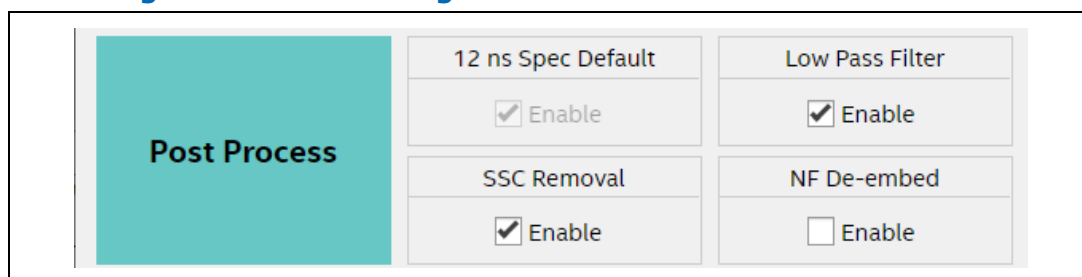 12 ns Spec Default
Low Pass Filter
Enable
Enable
Post Process
SSC Removal
NF De-embed
Enable
Enable